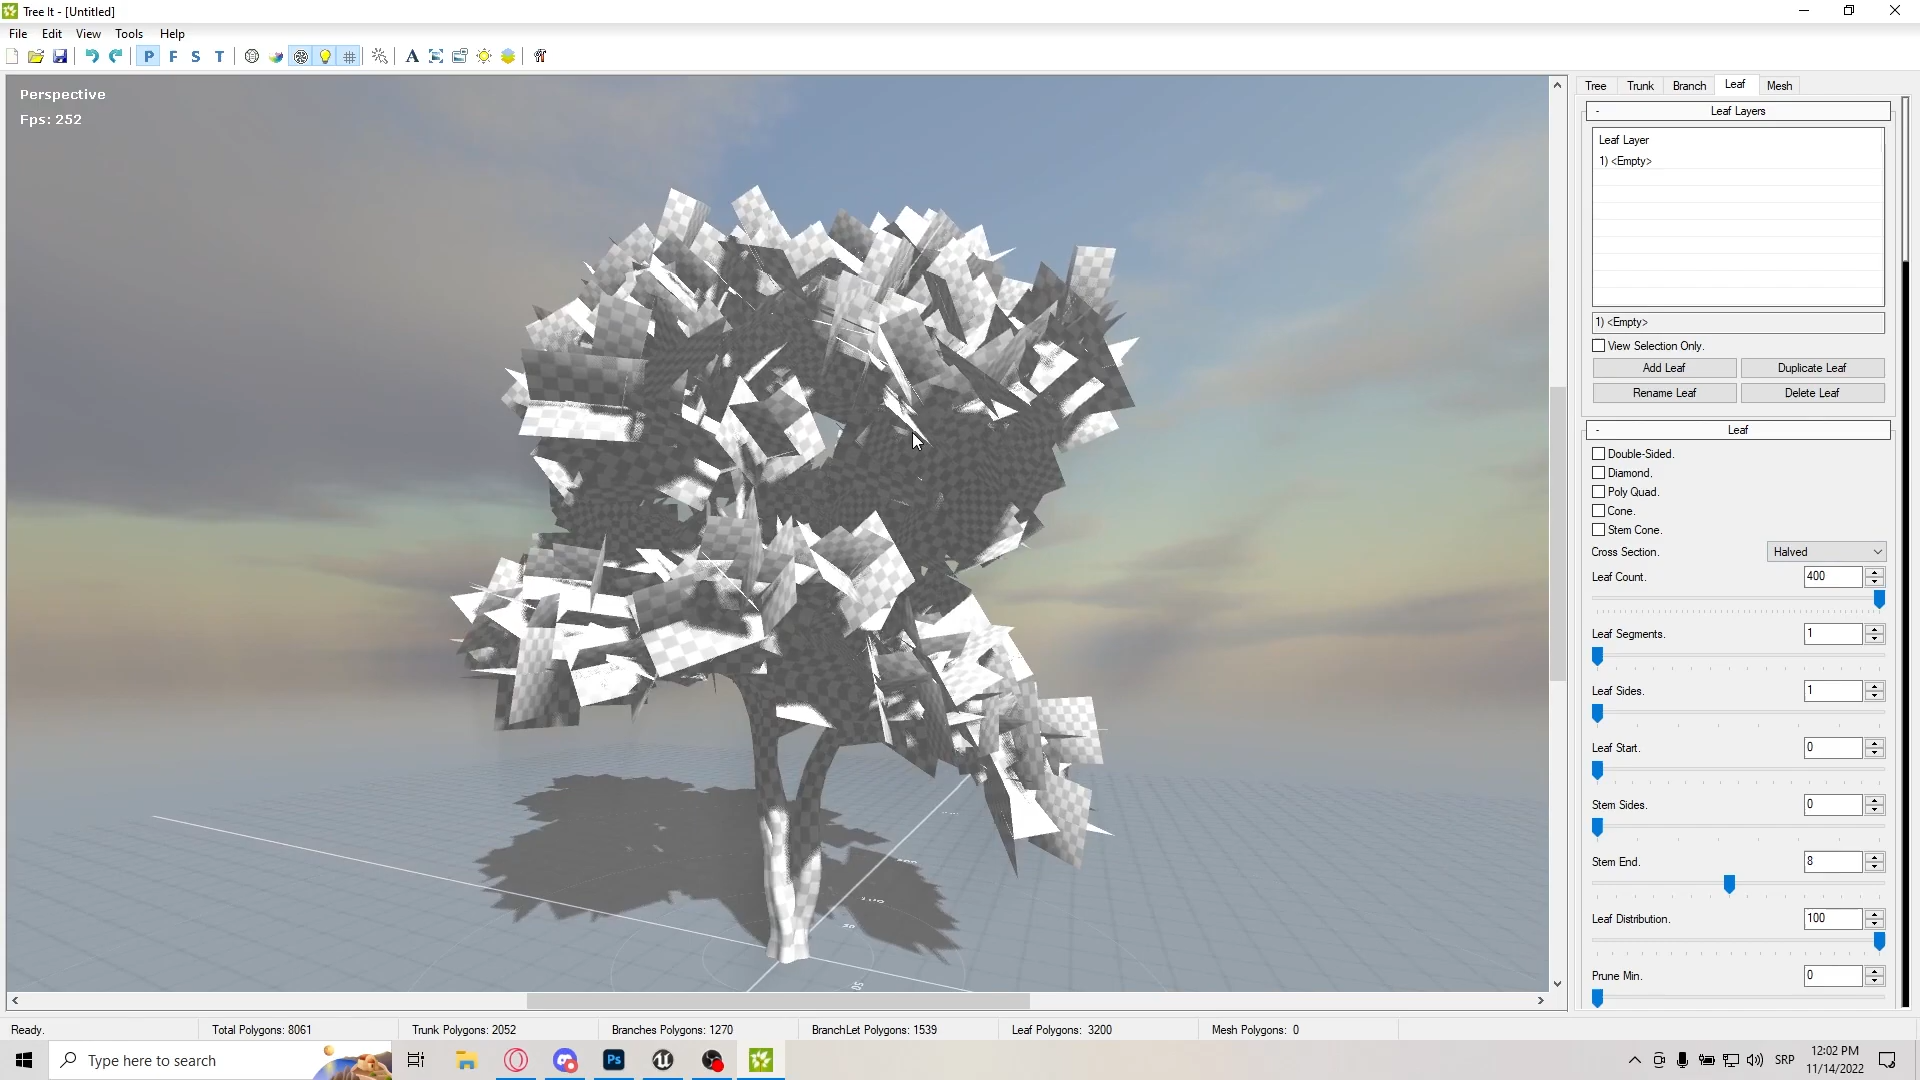 Tree It - [Untitled]
File Edit View Tools Help
P F S T A
Perspective
Fps: 252
Tree Trunk Branch Leaf Mesh
- Leaf Layers
Leaf Layer
1) <Empty>
1) <Empty>
View Selection Only.
Add Leaf Duplicate Leaf
Rename Leaf Delete Leaf
- Leaf
Double-Sided.
Diamond.
Poly Quad.
Cone.
Stem Cone.
Cross Section. Halved
Leaf Count. 400
Leaf Segments. 1
Leaf Sides. 1
Leaf Start. 0
Stem Sides. 0
Stem End. 8
Leaf Distribution. 100
Prune Min. 0
Ready. Total Polygons: 8061 Trunk Polygons: 2052 Branches Polygons: 1270 BranchLet Polygons: 1539 Leaf Polygons: 3200 Mesh Polygons: 0
Type here to search
Ps
SRP
12:02 PM
11/14/2022